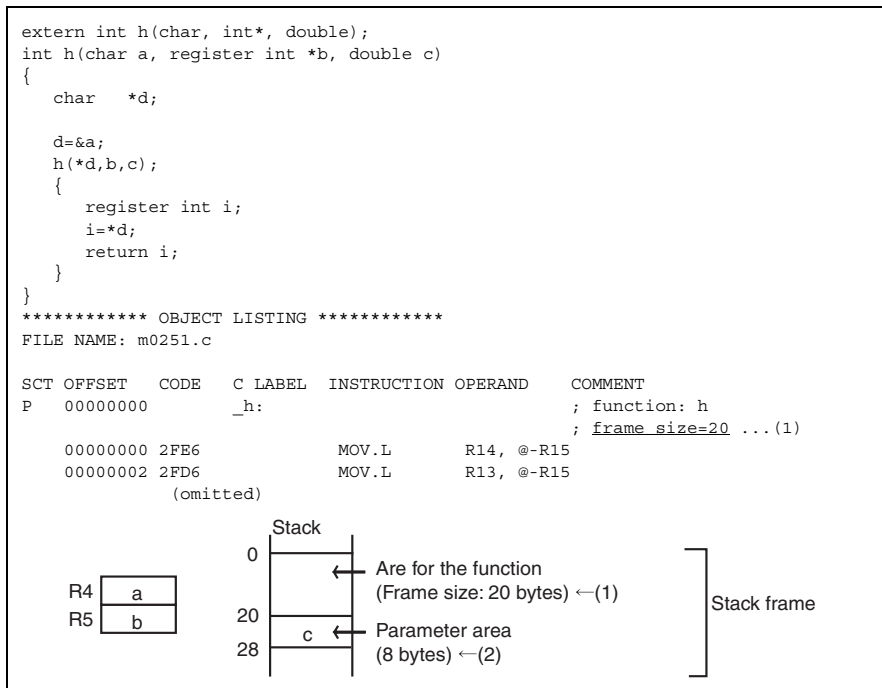 extern int h(char, int*, double);
int h(char a, register int *b, double c)
{
   char    *d;

   d=&a;
   h(*d,b,c);
   {
      register int i;
      i=*d;
      return i;
   }
}
************ OBJECT LISTING ************
FILE NAME: m0251.c

SCT OFFSET   CODE   C LABEL  INSTRUCTION OPERAND     COMMENT
P   00000000        _h:                              ; function: h
                                                     ; frame size=20 ...(1)
    00000000 2FE6            MOV.L       R14, @-R15
    00000002 2FD6            MOV.L       R13, @-R15
             (omitted)
Stack
0
Are for the function
(Frame size: 20 bytes) ←(1)
R4 a
R5 b
Stack frame
20
c
Parameter area
28
(8 bytes) ←(2)